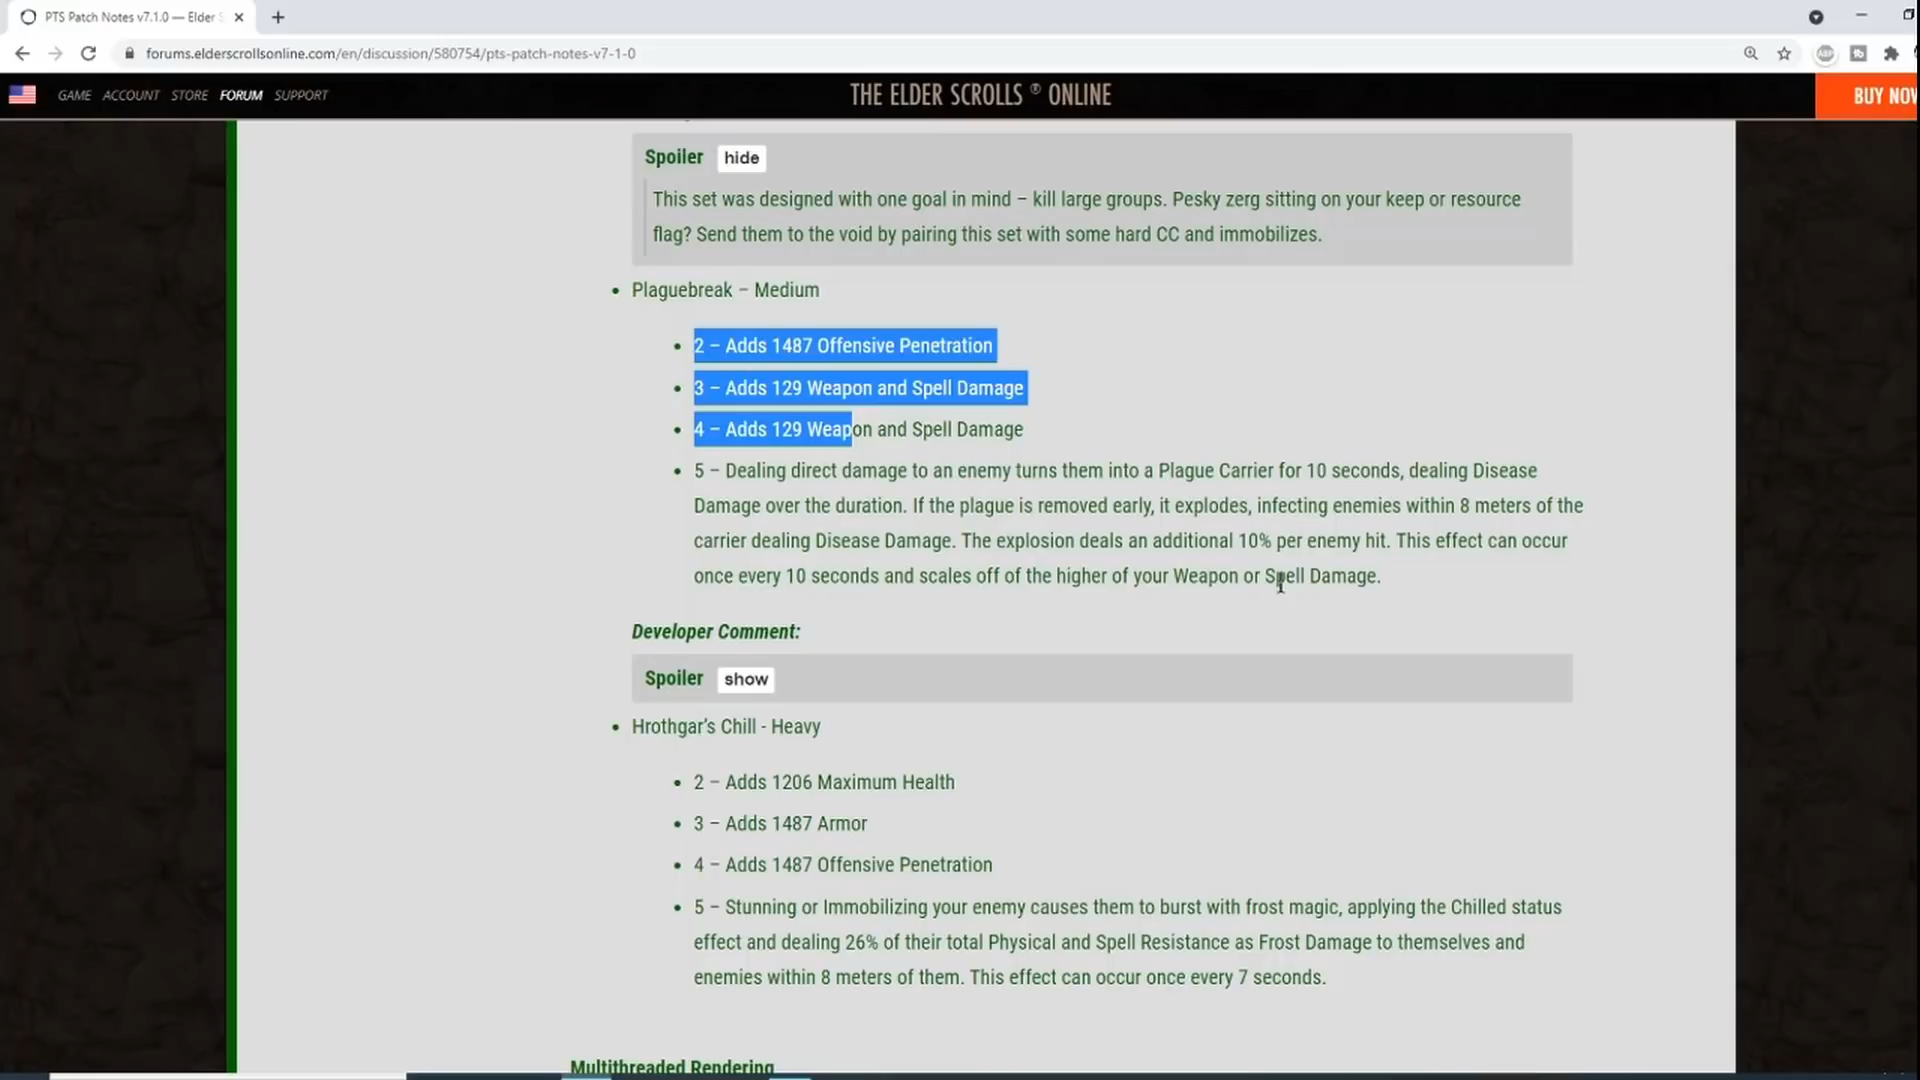 PTS Patch Notes v7.1.0 — Elder S
forums.elderscrollsonline.com/en/discussion/580754/pts-patch-notes-v7-1-0
ABP
GAME ACCOUNT STORE FORUM SUPPORT
THE ELDER SCROLLS ® ONLINE
BUY NOW
Spoiler hide
This set was designed with one goal in mind – kill large groups. Pesky zerg sitting on your keep or resource
flag? Send them to the void by pairing this set with some hard CC and immobilizes.
• Plaguebreak – Medium
• 2 – Adds 1487 Offensive Penetration
• 3 – Adds 129 Weapon and Spell Damage
• 4 – Adds 129 Weapon and Spell Damage
• 5 – Dealing direct damage to an enemy turns them into a Plague Carrier for 10 seconds, dealing Disease
Damage over the duration. If the plague is removed early, it explodes, infecting enemies within 8 meters of the
carrier dealing Disease Damage. The explosion deals an additional 10% per enemy hit. This effect can occur
once every 10 seconds and scales off of the higher of your Weapon or Spell Damage.
Developer Comment:
Spoiler show
• Hrothgar's Chill - Heavy
• 2 – Adds 1206 Maximum Health
• 3 – Adds 1487 Armor
• 4 – Adds 1487 Offensive Penetration
• 5 – Stunning or Immobilizing your enemy causes them to burst with frost magic, applying the Chilled status
effect and dealing 26% of their total Physical and Spell Resistance as Frost Damage to themselves and
enemies within 8 meters of them. This effect can occur once every 7 seconds.
Multithreaded Rendering